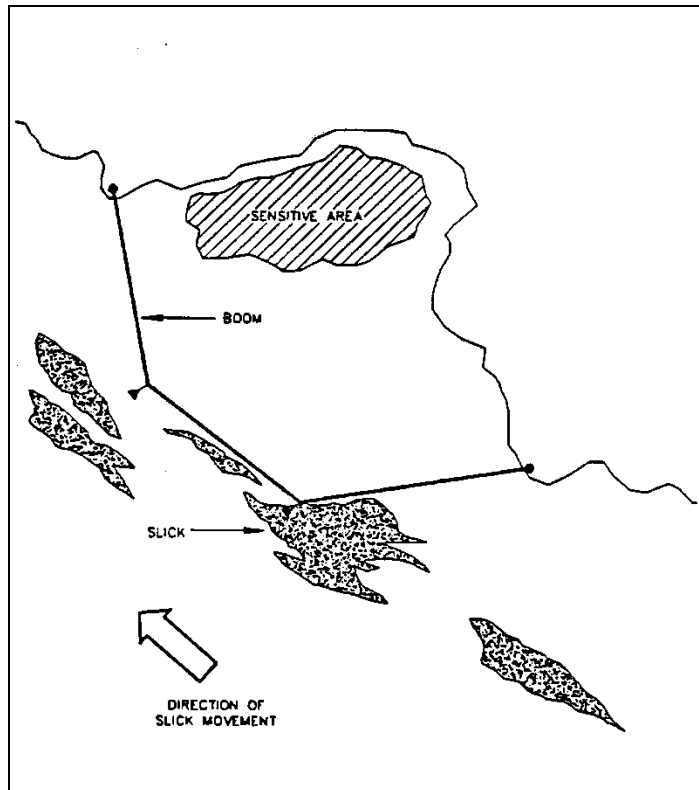 SENSITIVE AREA
BOOM
SLICK
DIRECTION OF
SLICK MOVEMENT